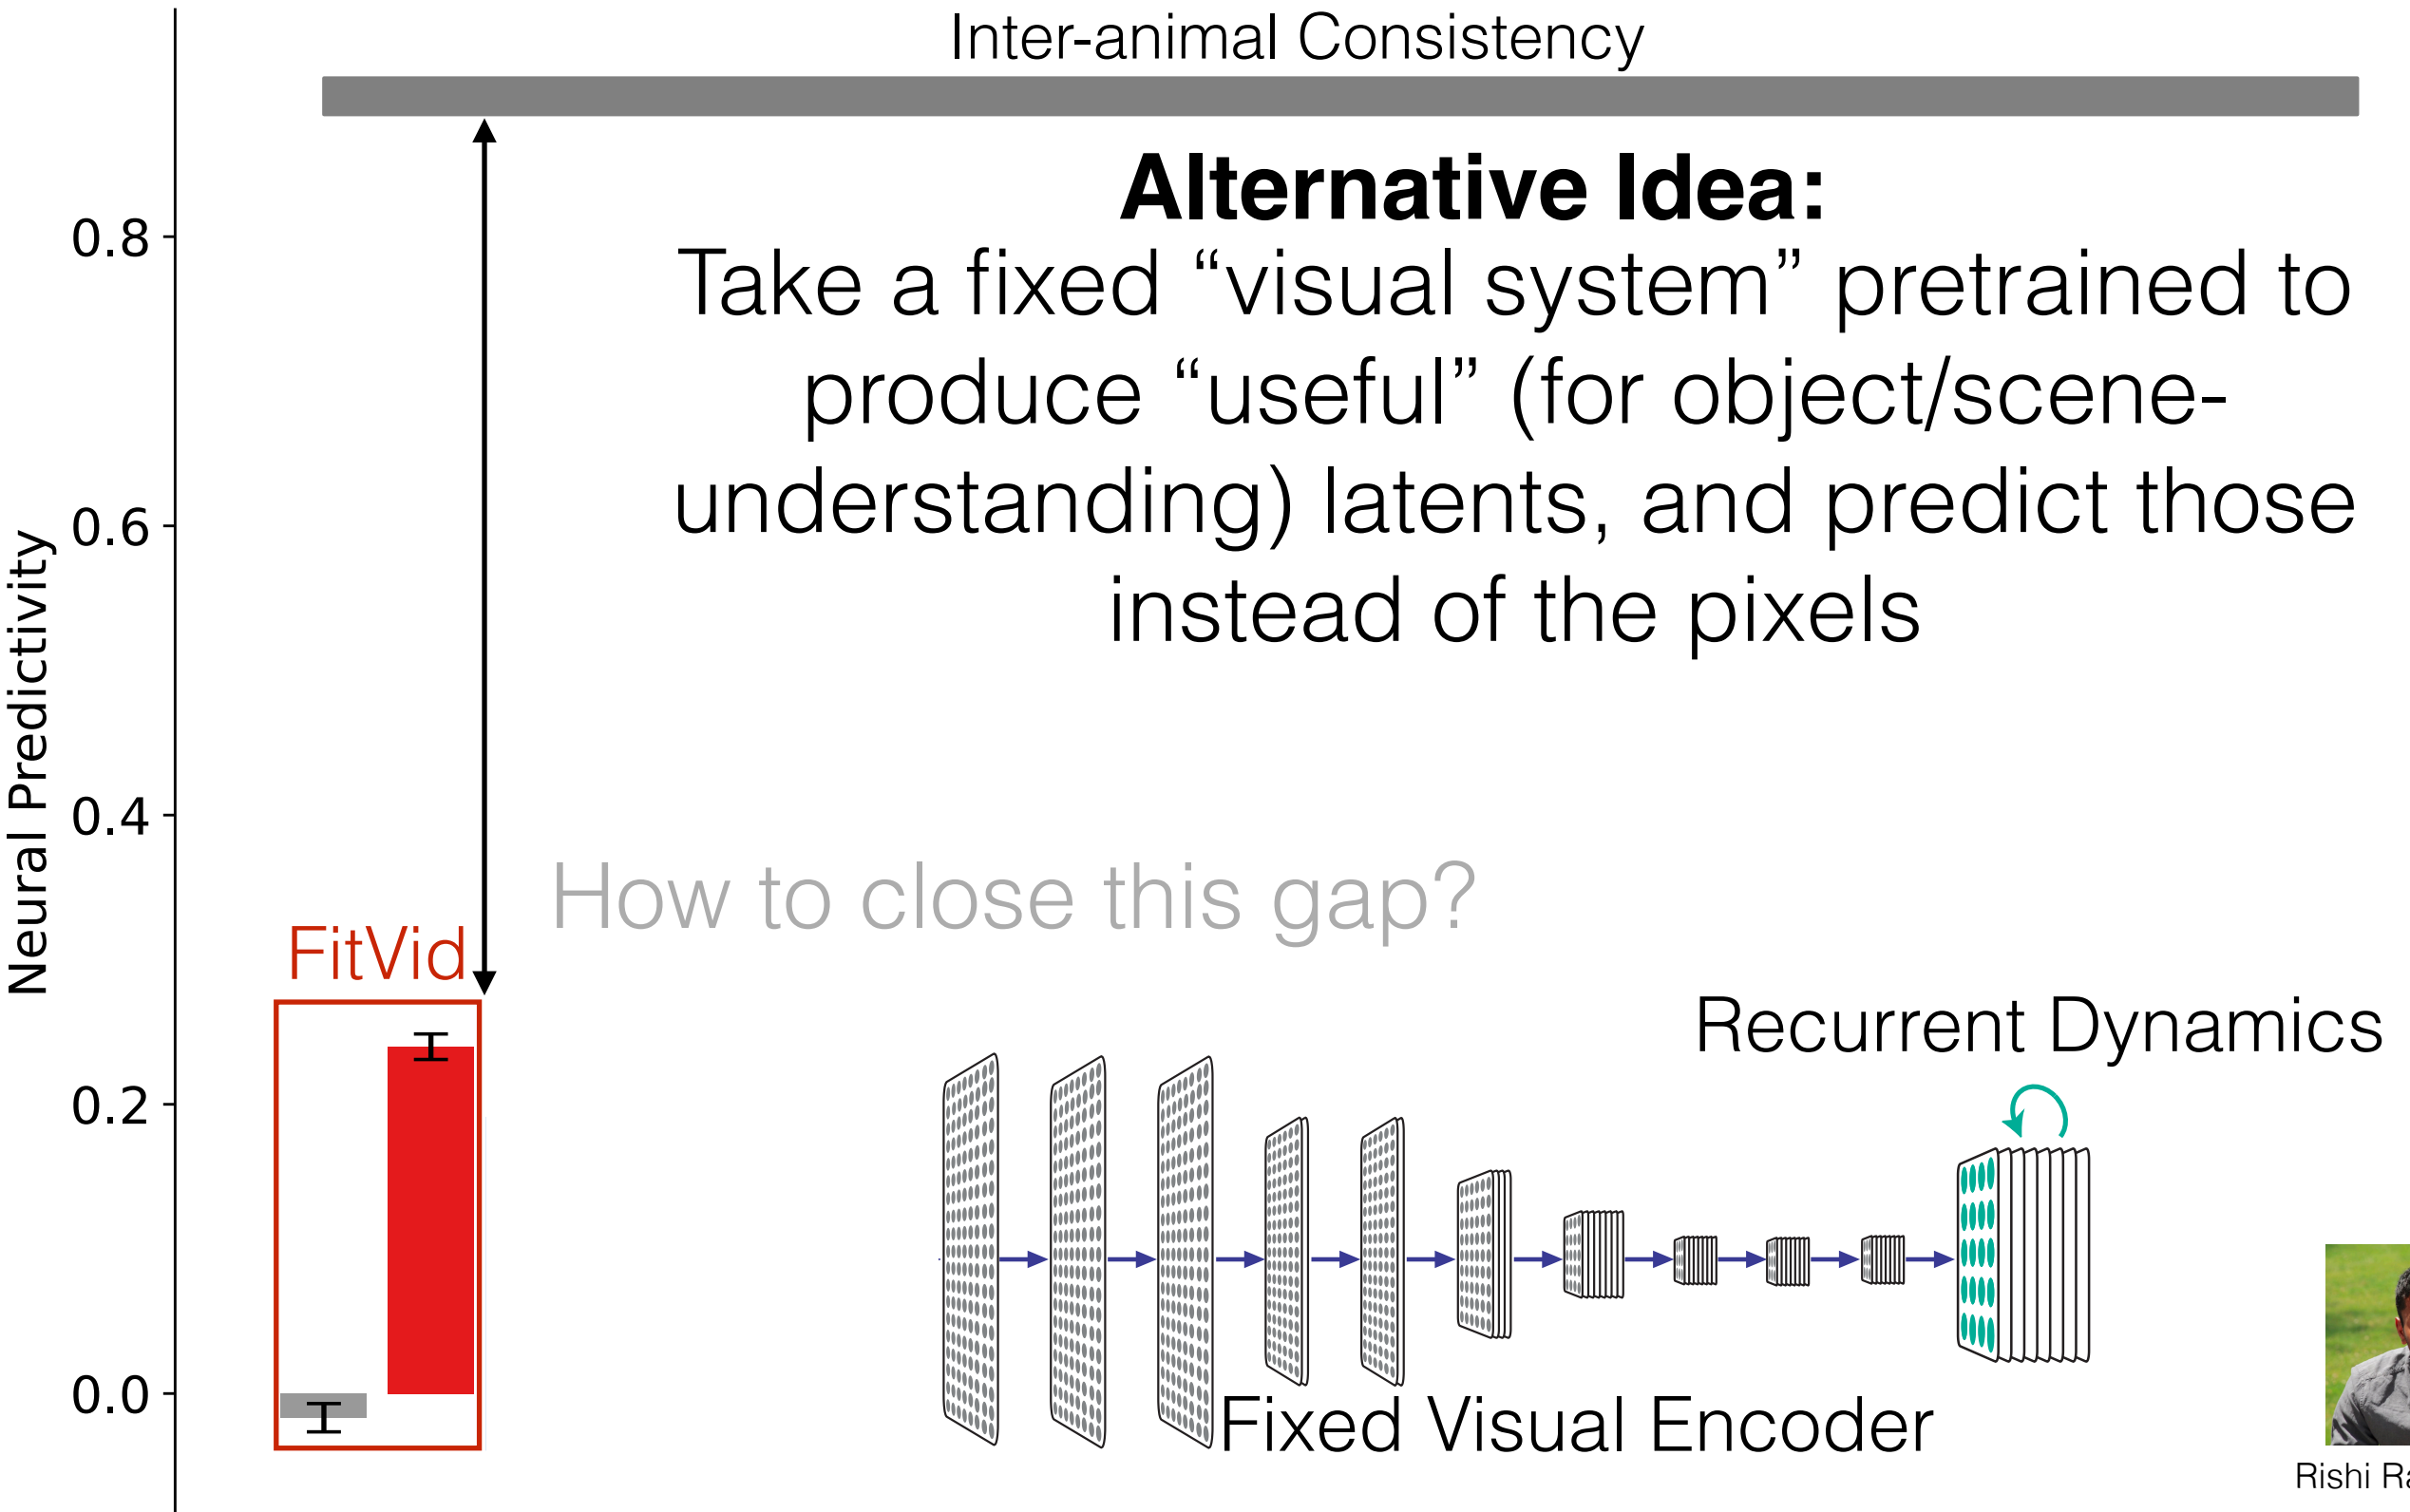 Inter-animal Consistency
Alternative Idea:
Take a fixed “visual system” pretrained to
produce “useful” (for object/scene-
understanding) latents, and predict those
instead of the pixels
How to close this gap?
Neural Predictivity
0.8
0.6
0.4
0.2
0.0
FitVid
Recurrent Dynamics
Fixed Visual Encoder
Rishi